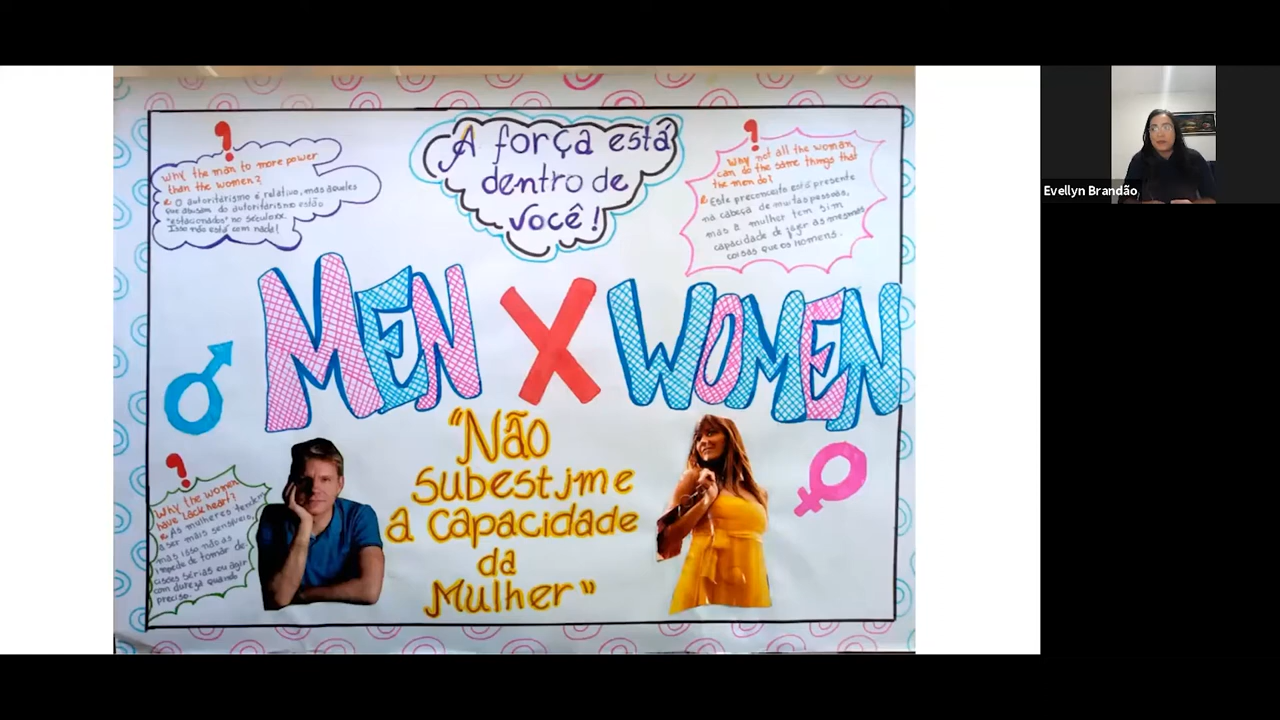 ?
Why the man to more power
than the women?
R: O autoritarismo é relativo, mas aqueles
que abusam do autoritarismo estão
"estacionados" no século XX.
Isso não está com nada!
A força está
dentro de
você!
?
Why not all the woman
can do the same things that
the men do?
R: Este preconceito está presente
na cabeça de muitas pessoas,
mas a mulher tem sim
capacidade de fazer as mesmas
coisas que os homens.
MEN X WOMEN
"Não
Subestime
a Capacidade
da
Mulher"
?
Why the women
have lack heart?
R: As mulheres tendem
a ser mais sensíveis,
mas isso não as
impede de tomar de-
cisões sérias ou agir
com dureza quando
preciso.
Evellyn Brandão